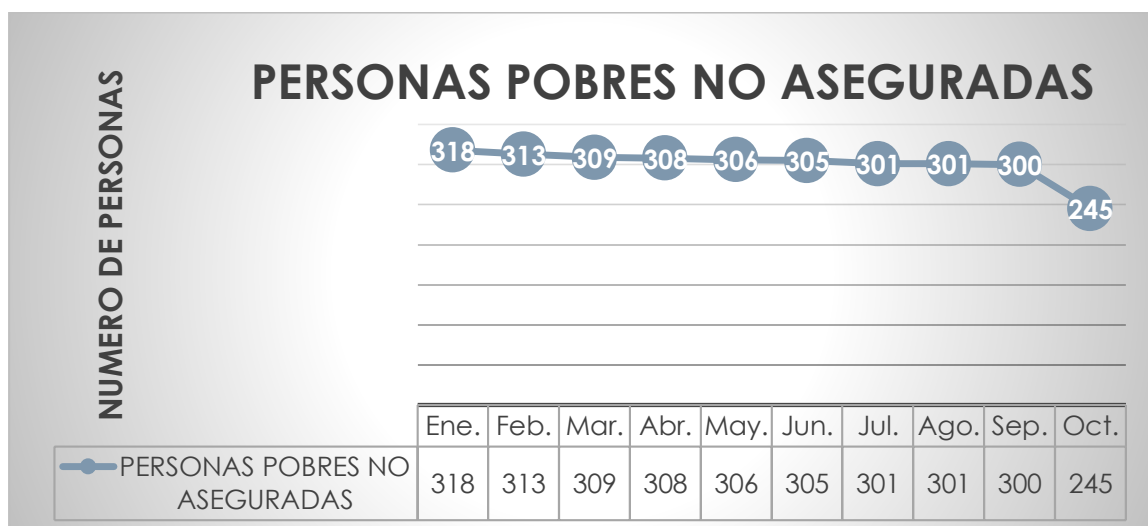 PERSONAS POBRES NO ASEGURADAS
NUMERO DE PERSONAS
318 313 309 308 306 305 301 301 300 245
Ene. Feb. Mar. Abr. May. Jun. Jul. Ago. Sep. Oct.
PERSONAS POBRES NO
ASEGURADAS
318 313 309 308 306 305 301 301 300 245